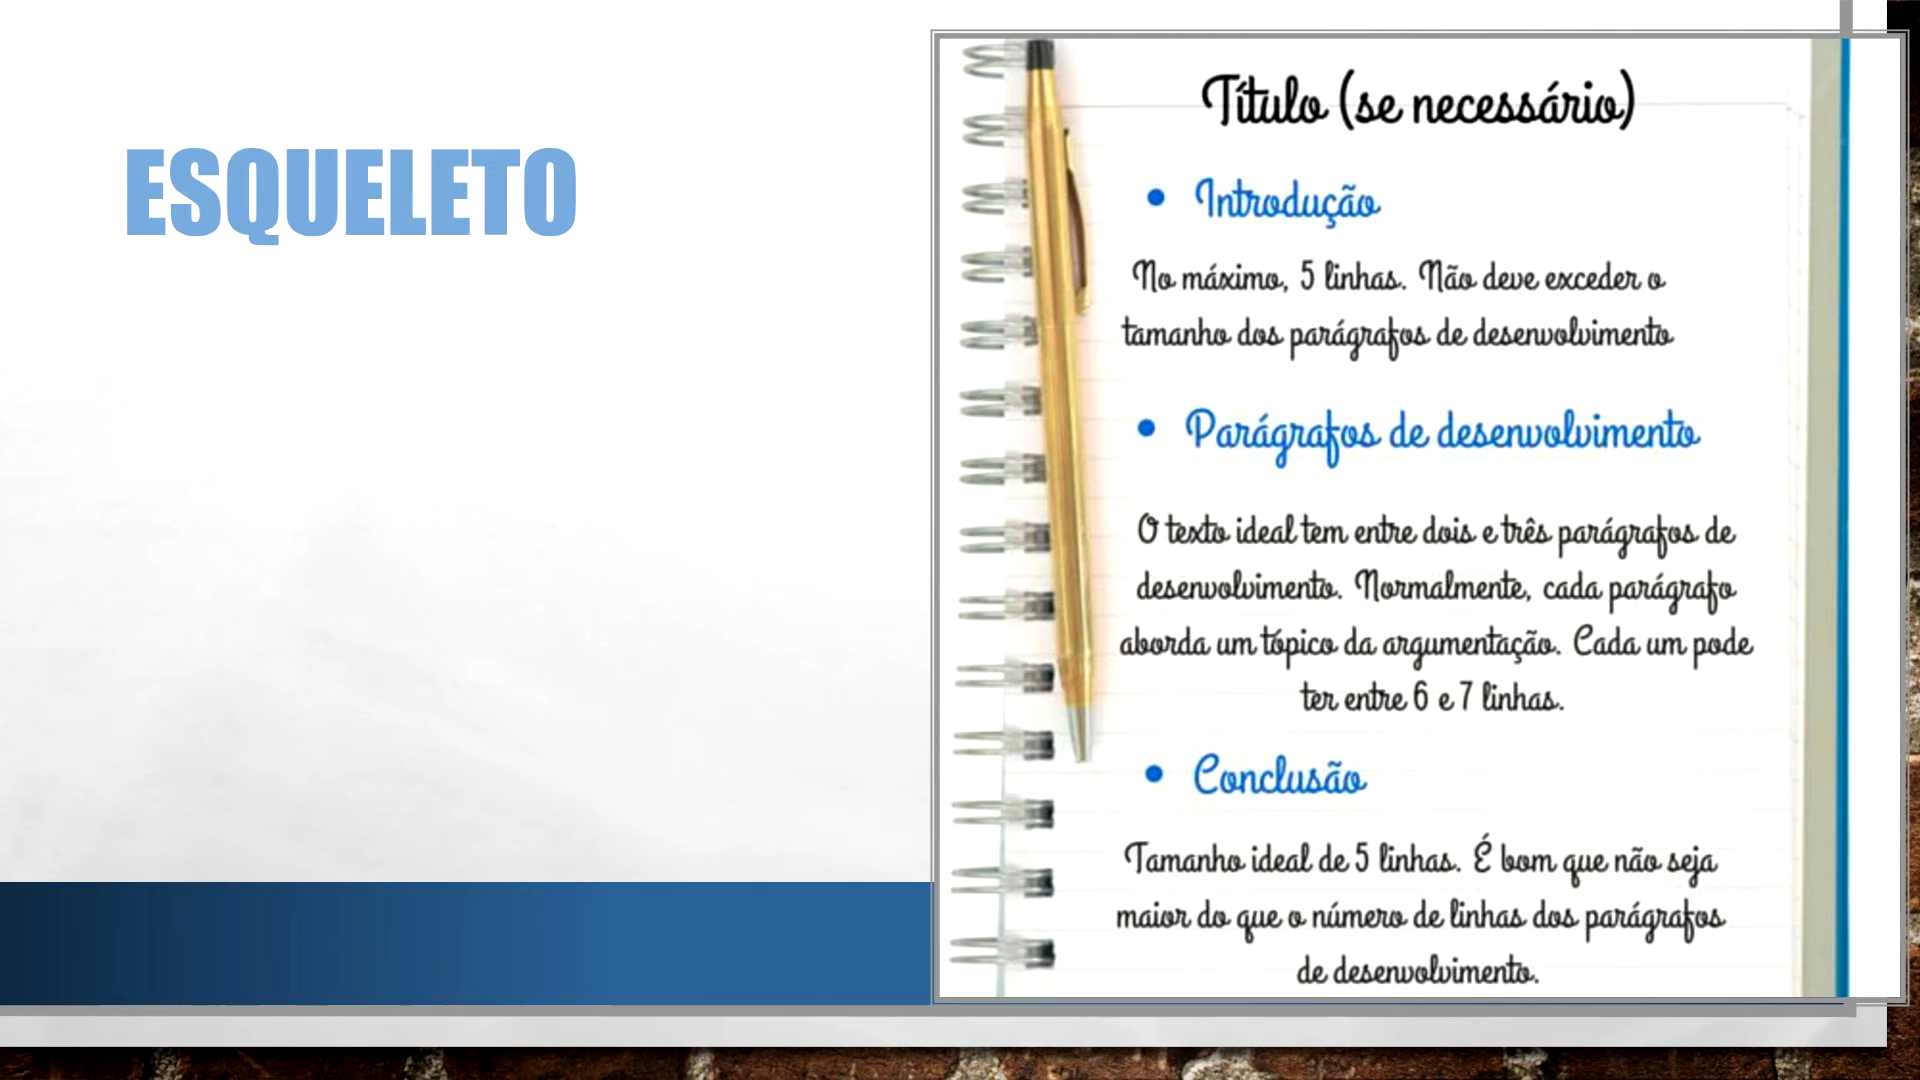 ESQUELETO
Título (se necessário)
• Introdução
No máximo, 5 linhas. Não deve exceder o
tamanho dos parágrafos de desenvolvimento
• Parágrafos de desenvolvimento
O texto ideal tem entre dois e três parágrafos de
desenvolvimento. Normalmente, cada parágrafo
aborda um tópico da argumentação. Cada um pode
ter entre 6 e 7 linhas.
• Conclusão
Tamanho ideal de 5 linhas. É bom que não seja
maior do que o número de linhas dos parágrafos
de desenvolvimento.